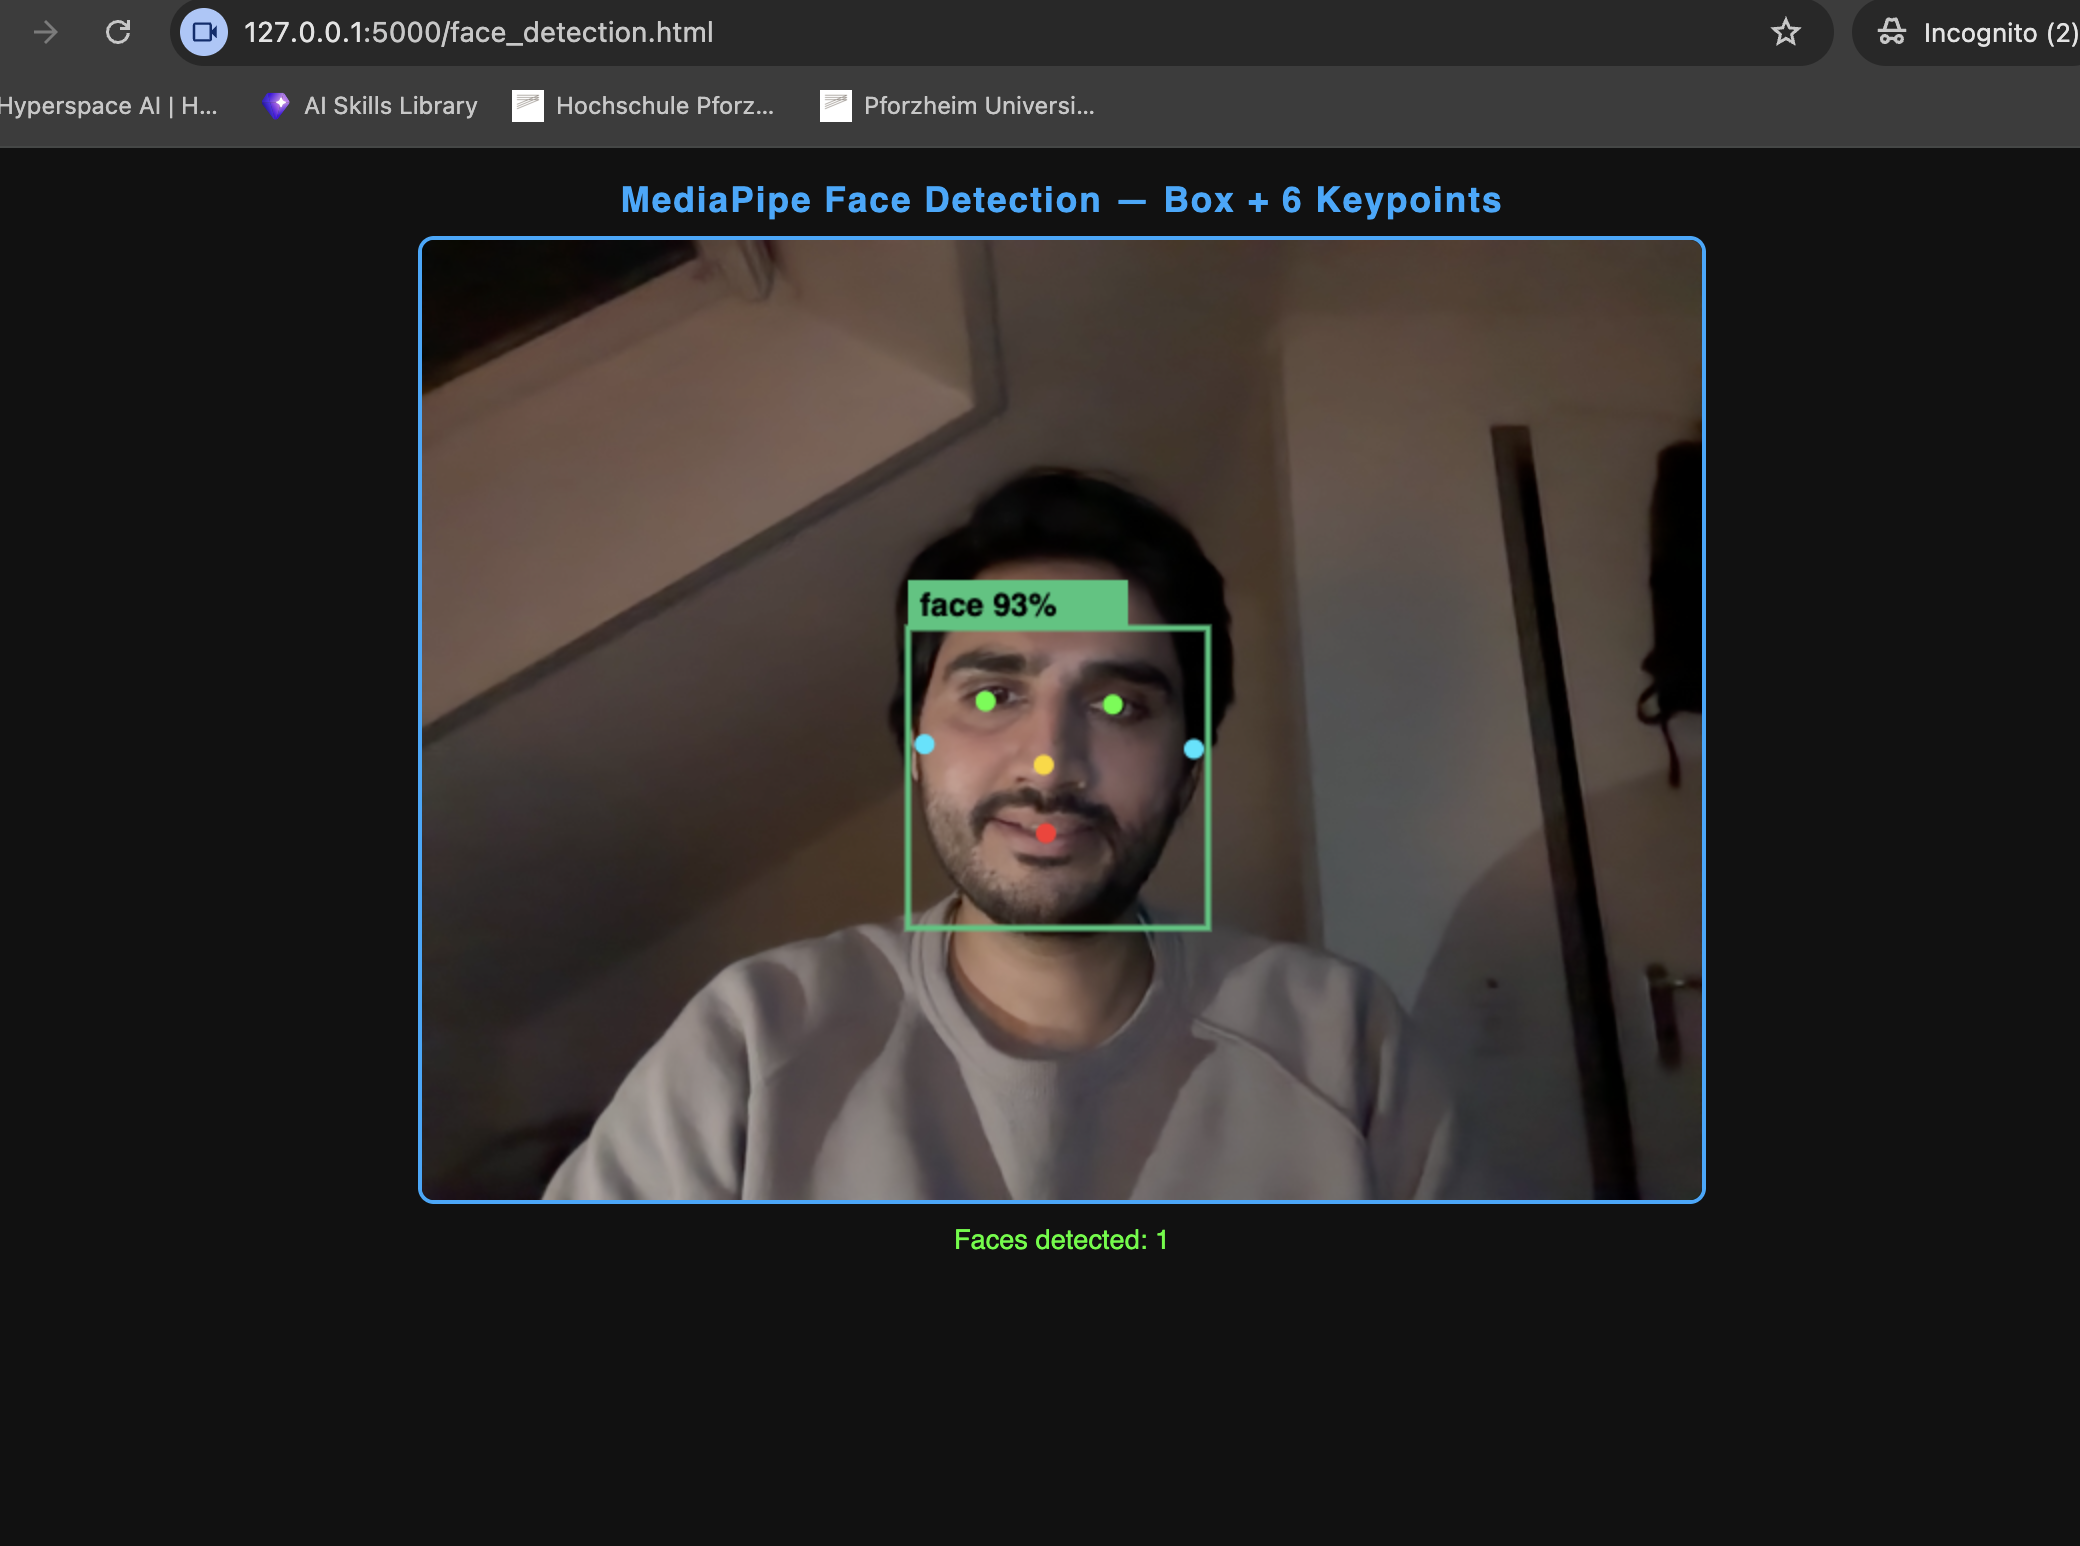 127.0.0.1:5000/face_detection.html
Incognito (2)
Hyperspace AI | H...
AI Skills Library
Hochschule Pforz...
Pforzheim Universi...
MediaPipe Face Detection — Box + 6 Keypoints
face 93%
Faces detected: 1